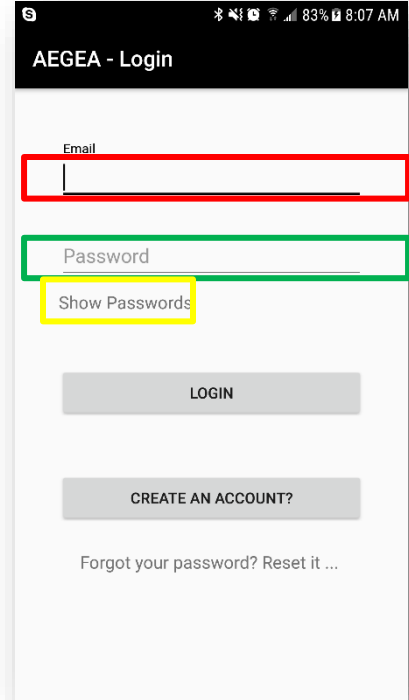 83% 8:07 AM
AEGEA - Login
Email
Password
Show Passwords
LOGIN
CREATE AN ACCOUNT?
Forgot your password? Reset it ...